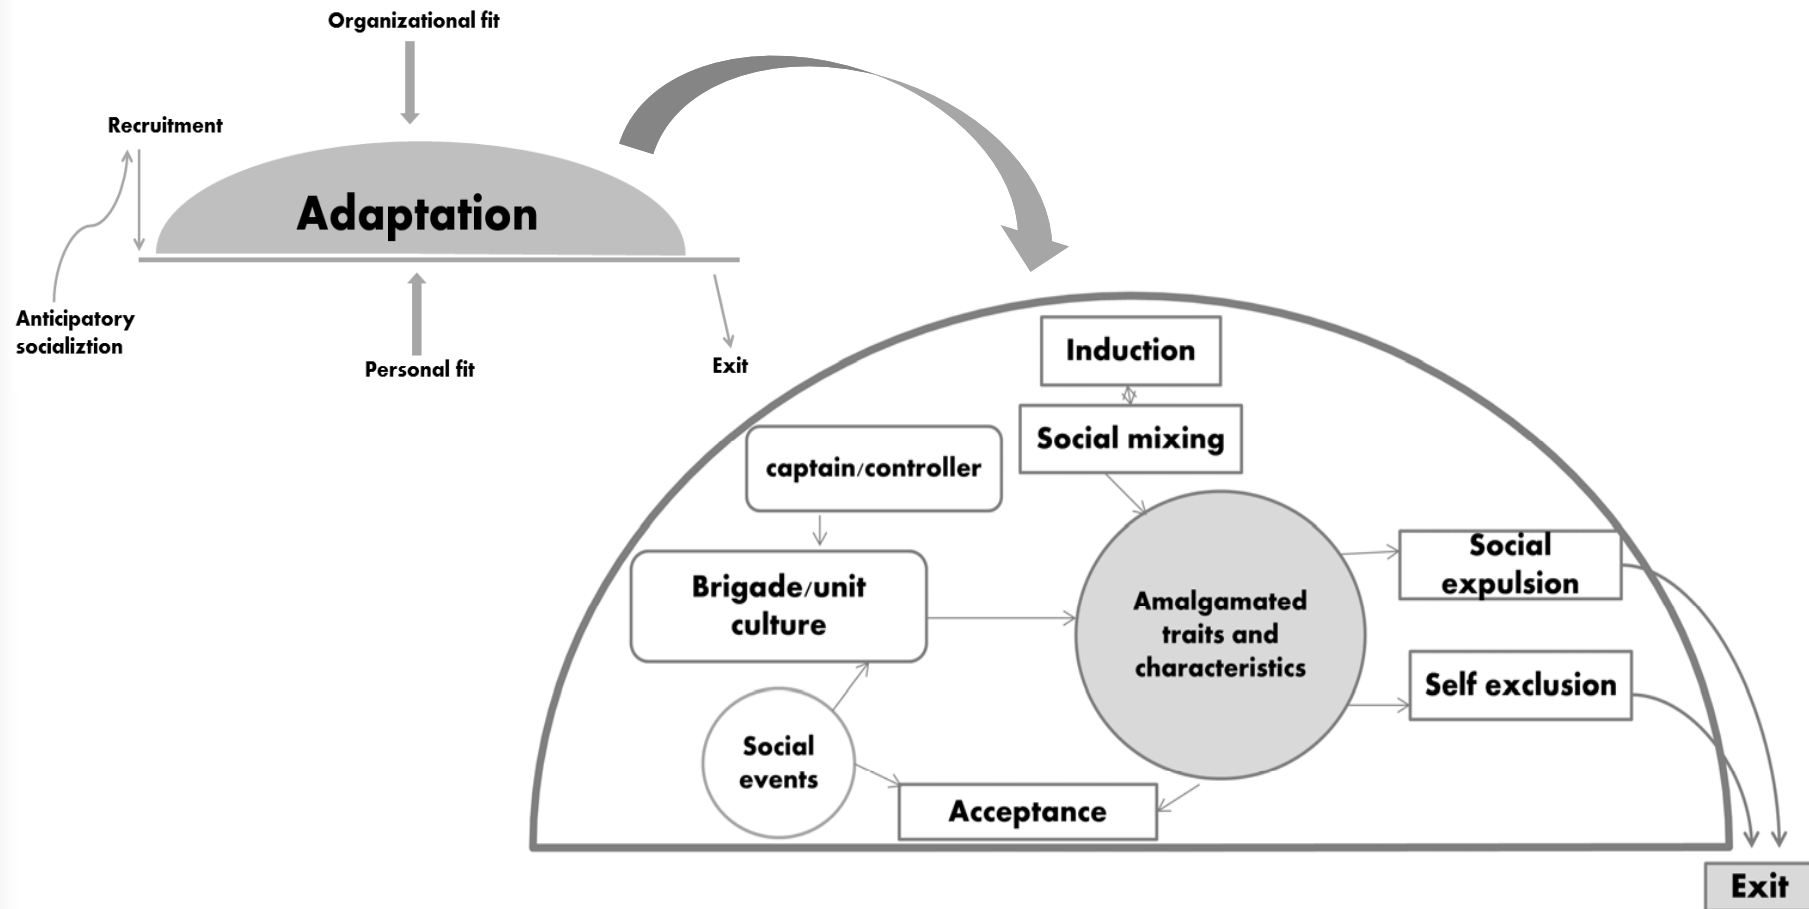 Organizational fit
Recruitment
Adaptation
Anticipatory
socializtion
Personal fit
Exit
Induction
Social mixing
captain/controller
Brigade/unit
culture
Amalgamated
traits and
characteristics
Social
expulsion
Self exclusion
Social
events
Acceptance
Exit